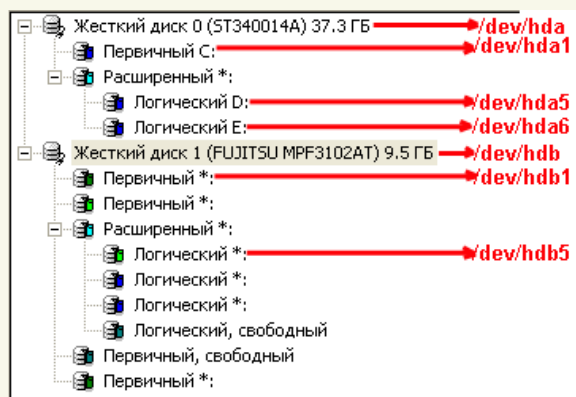 Жесткий диск 0 (ST340014A) 37.3 ГБ /dev/hda
Первичный C: /dev/hda1
Расширенный *:
Логический D: /dev/hda5
Логический E: /dev/hda6
Жесткий диск 1 (FUJITSU MPF3102AT) 9.5 ГБ /dev/hdb
Первичный *: /dev/hdb1
Первичный *:
Расширенный *:
Логический *: /dev/hdb5
Логический *:
Логический *:
Логический, свободный
Первичный, свободный
Первичный *: